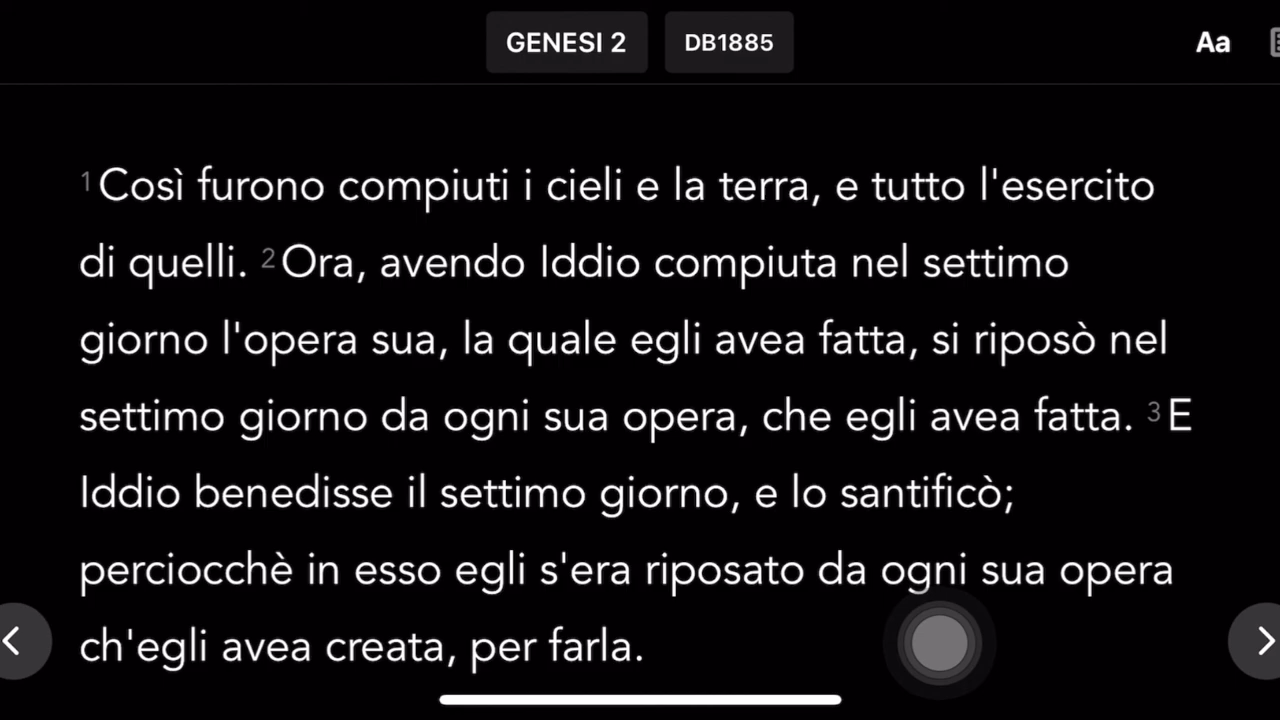 GENESI 2 DB1885 Aa
1 Così furono compiuti i cieli e la terra, e tutto l'esercito
di quelli. 2 Ora, avendo Iddio compiuta nel settimo
giorno l'opera sua, la quale egli avea fatta, si riposò nel
settimo giorno da ogni sua opera, che egli avea fatta. 3 E
Iddio benedisse il settimo giorno, e lo santificò;
perciocchè in esso egli s'era riposato da ogni sua opera
ch'egli avea creata, per farla.